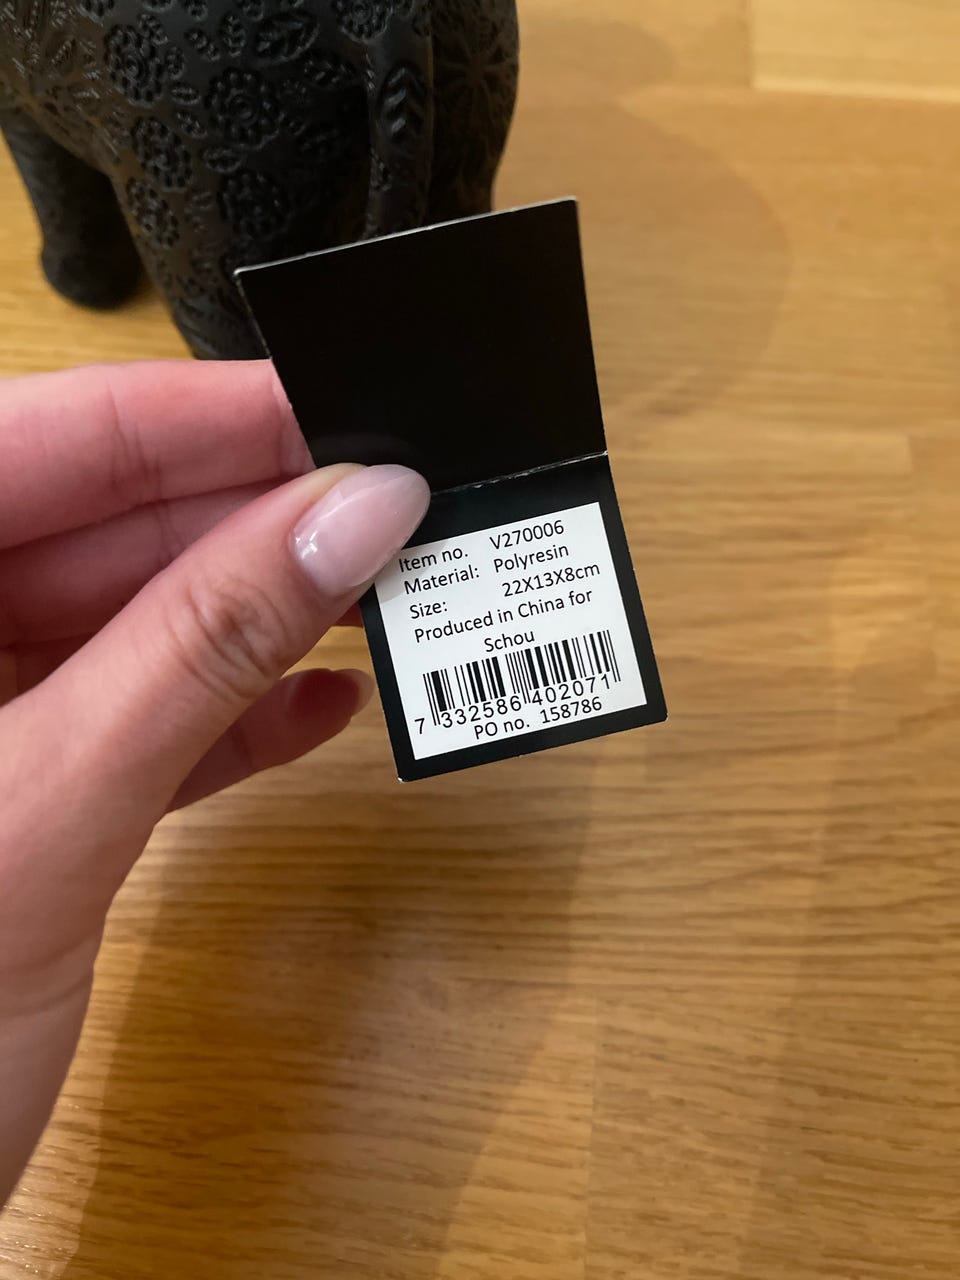 Item no. V270006
Material: Polyresin
Size: 22X13X8cm
Produced in China for
Schou
7 332586 402071
PO no. 158786